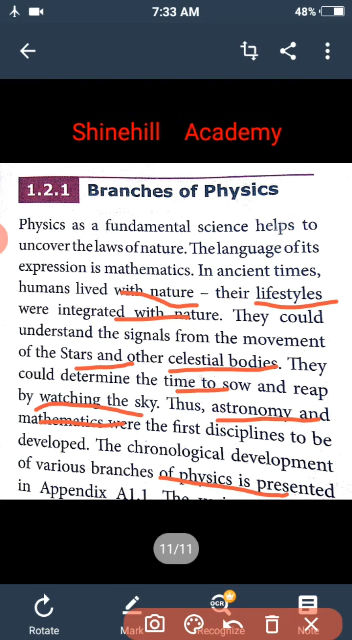 7:33 AM
48%
Shinehill Academy
1.2.1 Branches of Physics
Physics as a fundamental science helps to
uncover the laws of nature. The language of its
expression is mathematics. In ancient times,
humans lived with nature – their lifestyles
were integrated with nature. They could
understand the signals from the movement
of the Stars and other celestial bodies. They
could determine the time to sow and reap
by watching the sky. Thus, astronomy and
mathematics were the first disciplines to be
developed. The chronological development
of various branches of physics is presented
in Appendix A1.1. The
11/11
OCR
Rotate
Mark
Recognize
Note